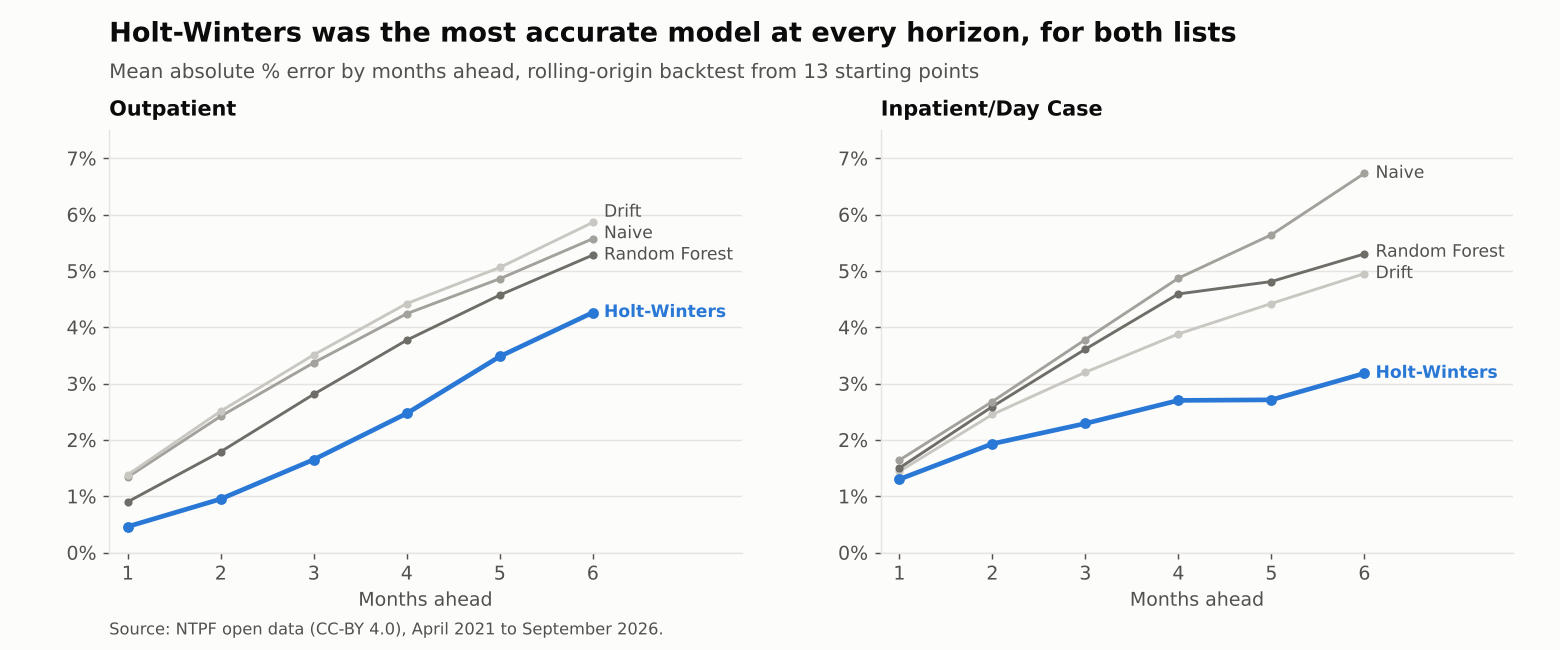 Holt-Winters was the most accurate model at every horizon, for both lists
Mean absolute % error by months ahead, rolling-origin backtest from 13 starting points
Outpatient
7%
6%
5%
4%
3%
2%
1%
0%
Drift
Naive
Random Forest
Holt-Winters
1 2 3 4 5 6
Months ahead
Inpatient/Day Case
7%
6%
5%
4%
3%
2%
1%
0%
Naive
Random Forest
Drift
Holt-Winters
1 2 3 4 5 6
Months ahead
Source: NTPF open data (CC-BY 4.0), April 2021 to September 2026.